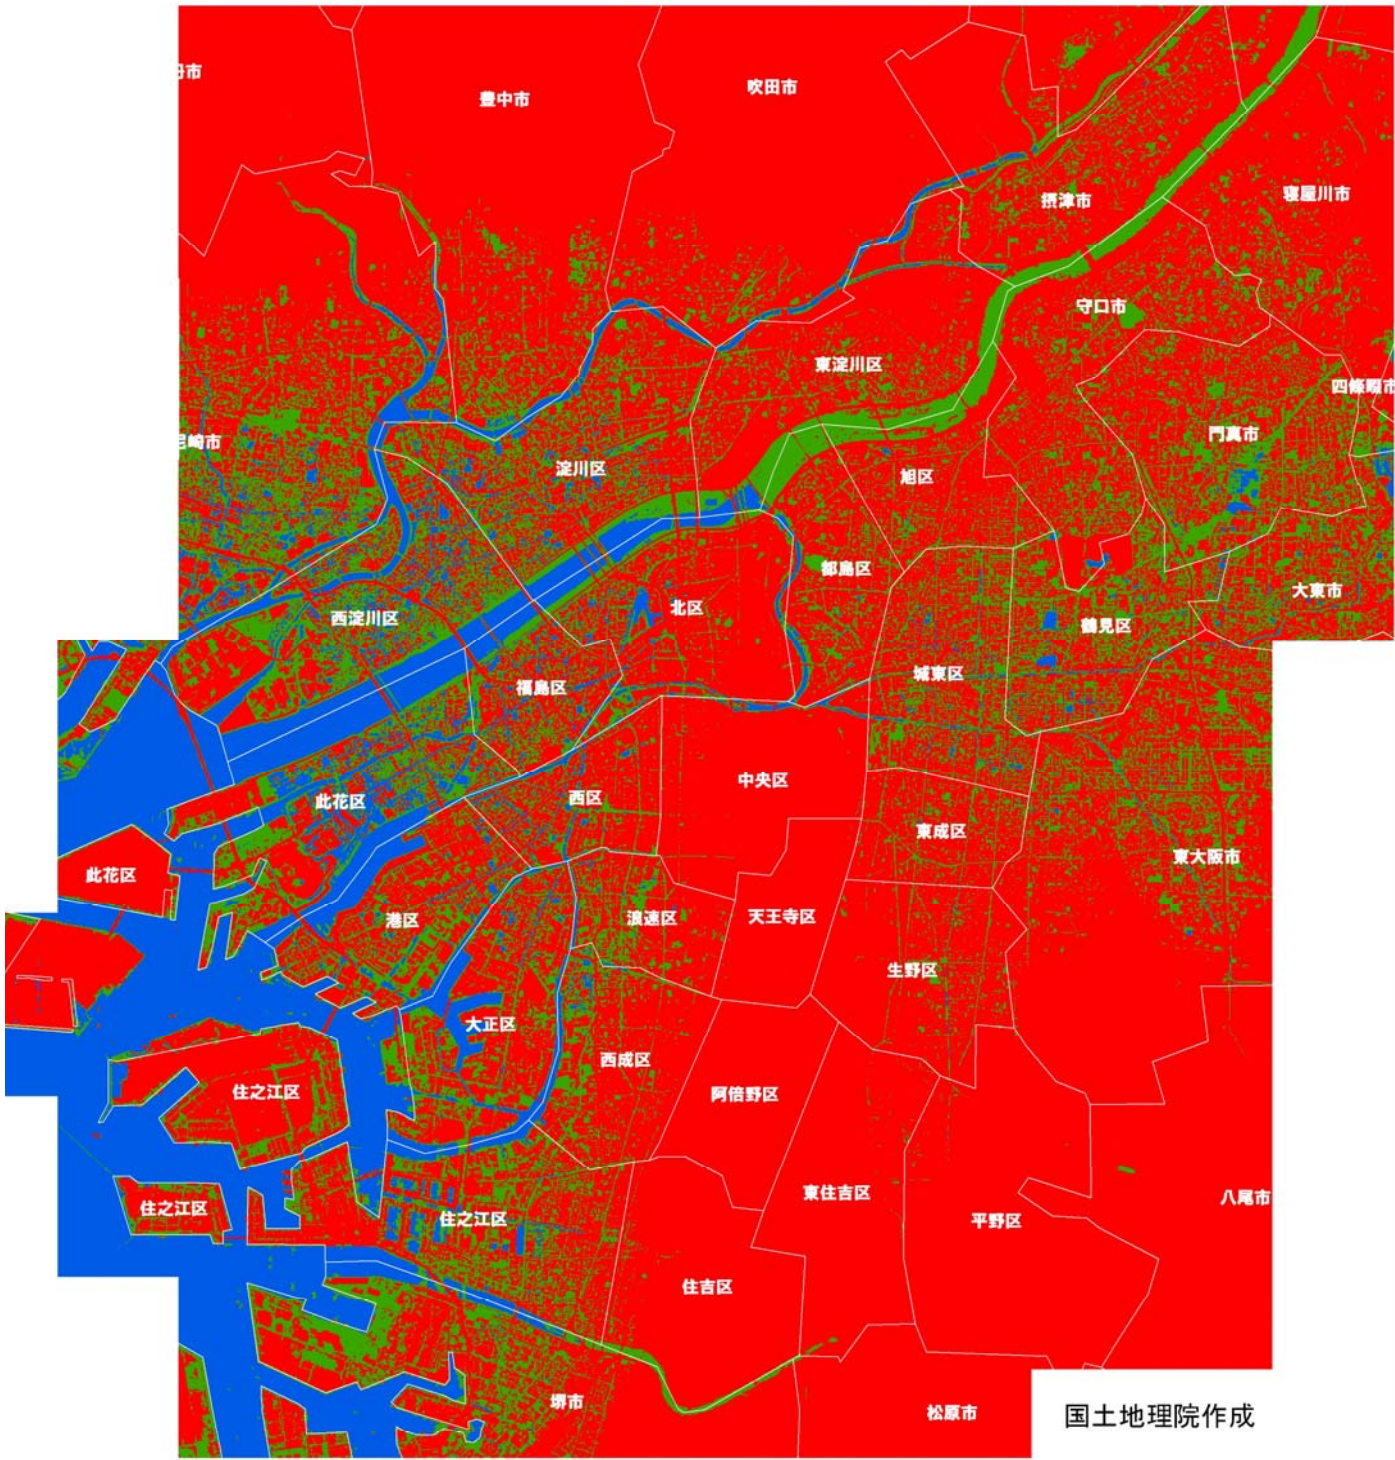 丹市
豊中市
吹田市
摂津市
寝屋川市
守口市
東淀川区
四條畷市
尼崎市
門真市
淀川区
旭区
都島区
大東市
西淀川区
北区
鶴見区
城東区
福島区
中央区
此花区
西区
東成区
東大阪市
此花区
港区
浪速区
天王寺区
生野区
大正区
西成区
住之江区
阿倍野区
東住吉区
八尾市
住之江区
住之江区
平野区
住吉区
堺市
松原市
国土地理院作成